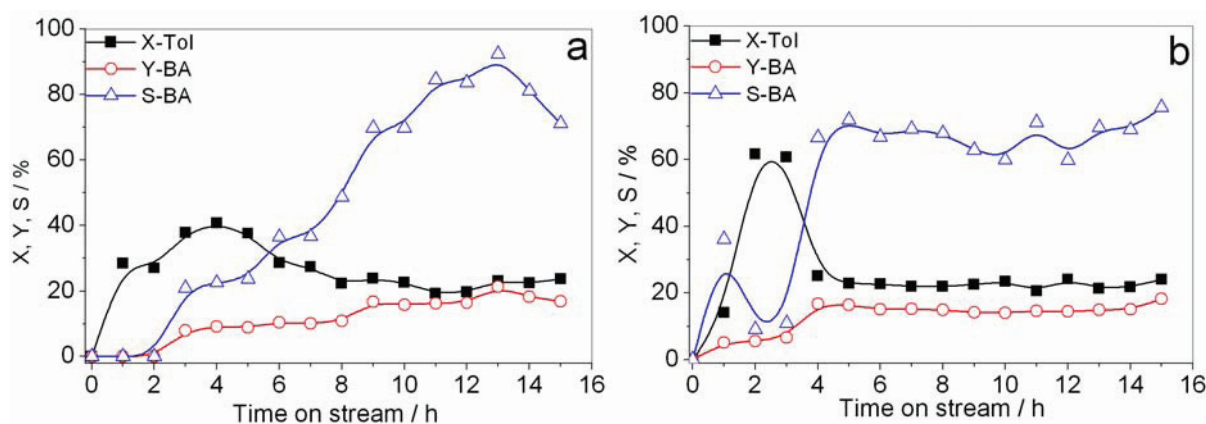 a
X-Tol
Y-BA
S-BA
X, Y, S / %
100
80
60
40
20
0
0 2 4 6 8 10 12 14 16
Time on stream / h
b
X-Tol
Y-BA
S-BA
X, Y, S / %
100
80
60
40
20
0
0 2 4 6 8 10 12 14 16
Time on stream / h